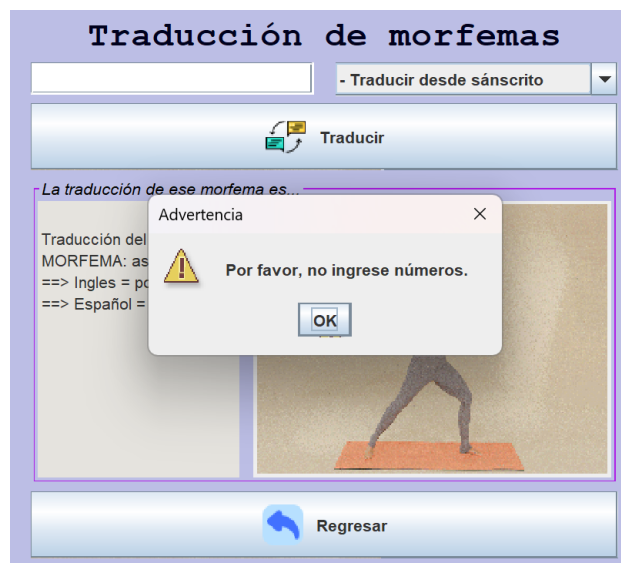 Traducción de morfemas
- Traducir desde sánscrito
Traducir
La traducción de ese morfema es...
Advertencia
Por favor, no ingrese números.
OK
Traducción del
MORFEMA: as
==> Ingles = po
==> Español =
Regresar